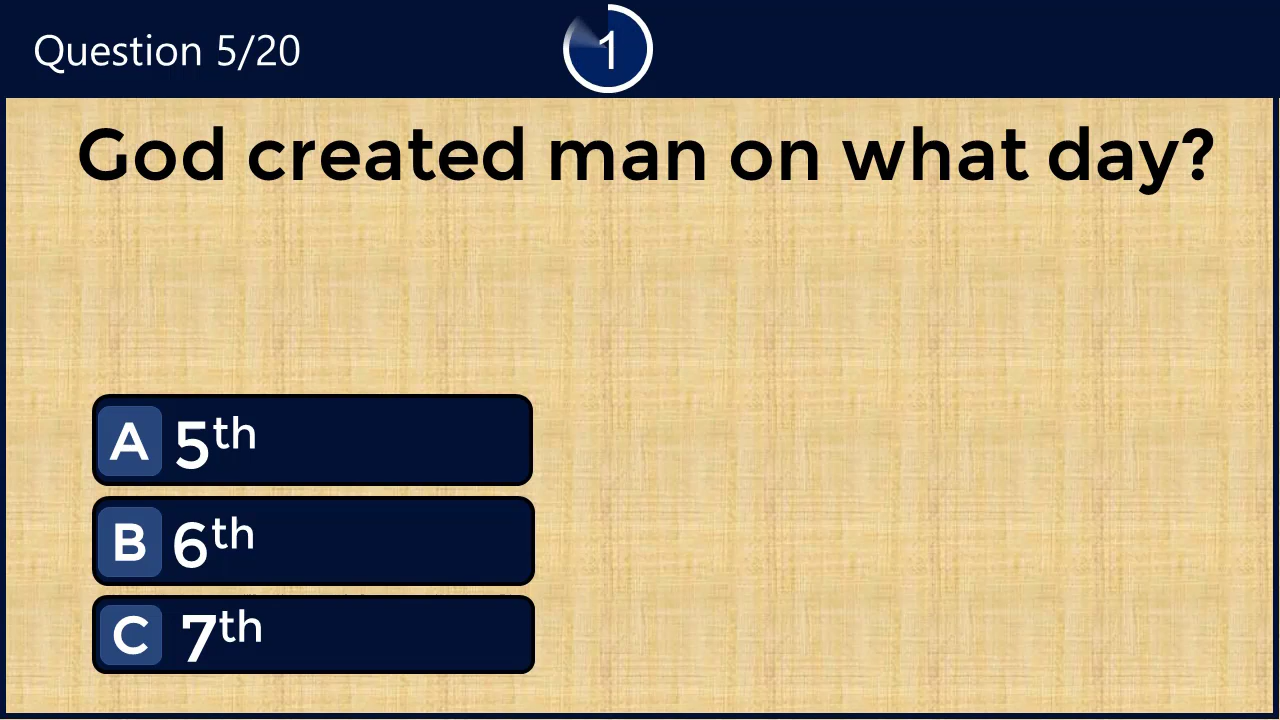 Question 5/20
1
God created man on what day?
A 5th
B 6th
C 7th